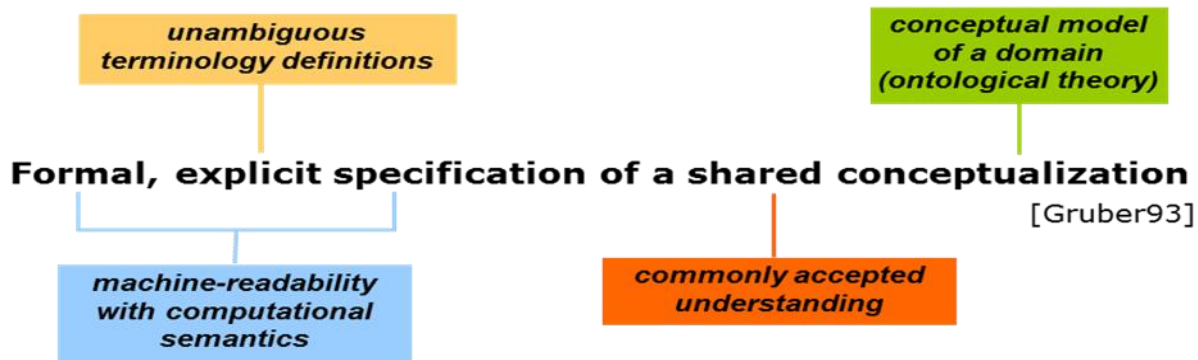 unambiguous
terminology definitions
conceptual model
of a domain
(ontological theory)
Formal, explicit specification of a shared conceptualization
[Gruber93]
machine-readability
with computational
semantics
commonly accepted
understanding